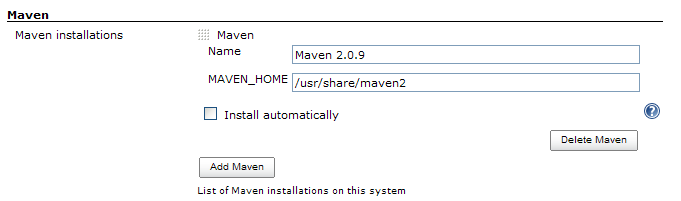 Maven
Maven installations
Maven
Name
Maven 2.0.9
MAVEN_HOME
/usr/share/maven2
Install automatically
?
Delete Maven
Add Maven
List of Maven installations on this system